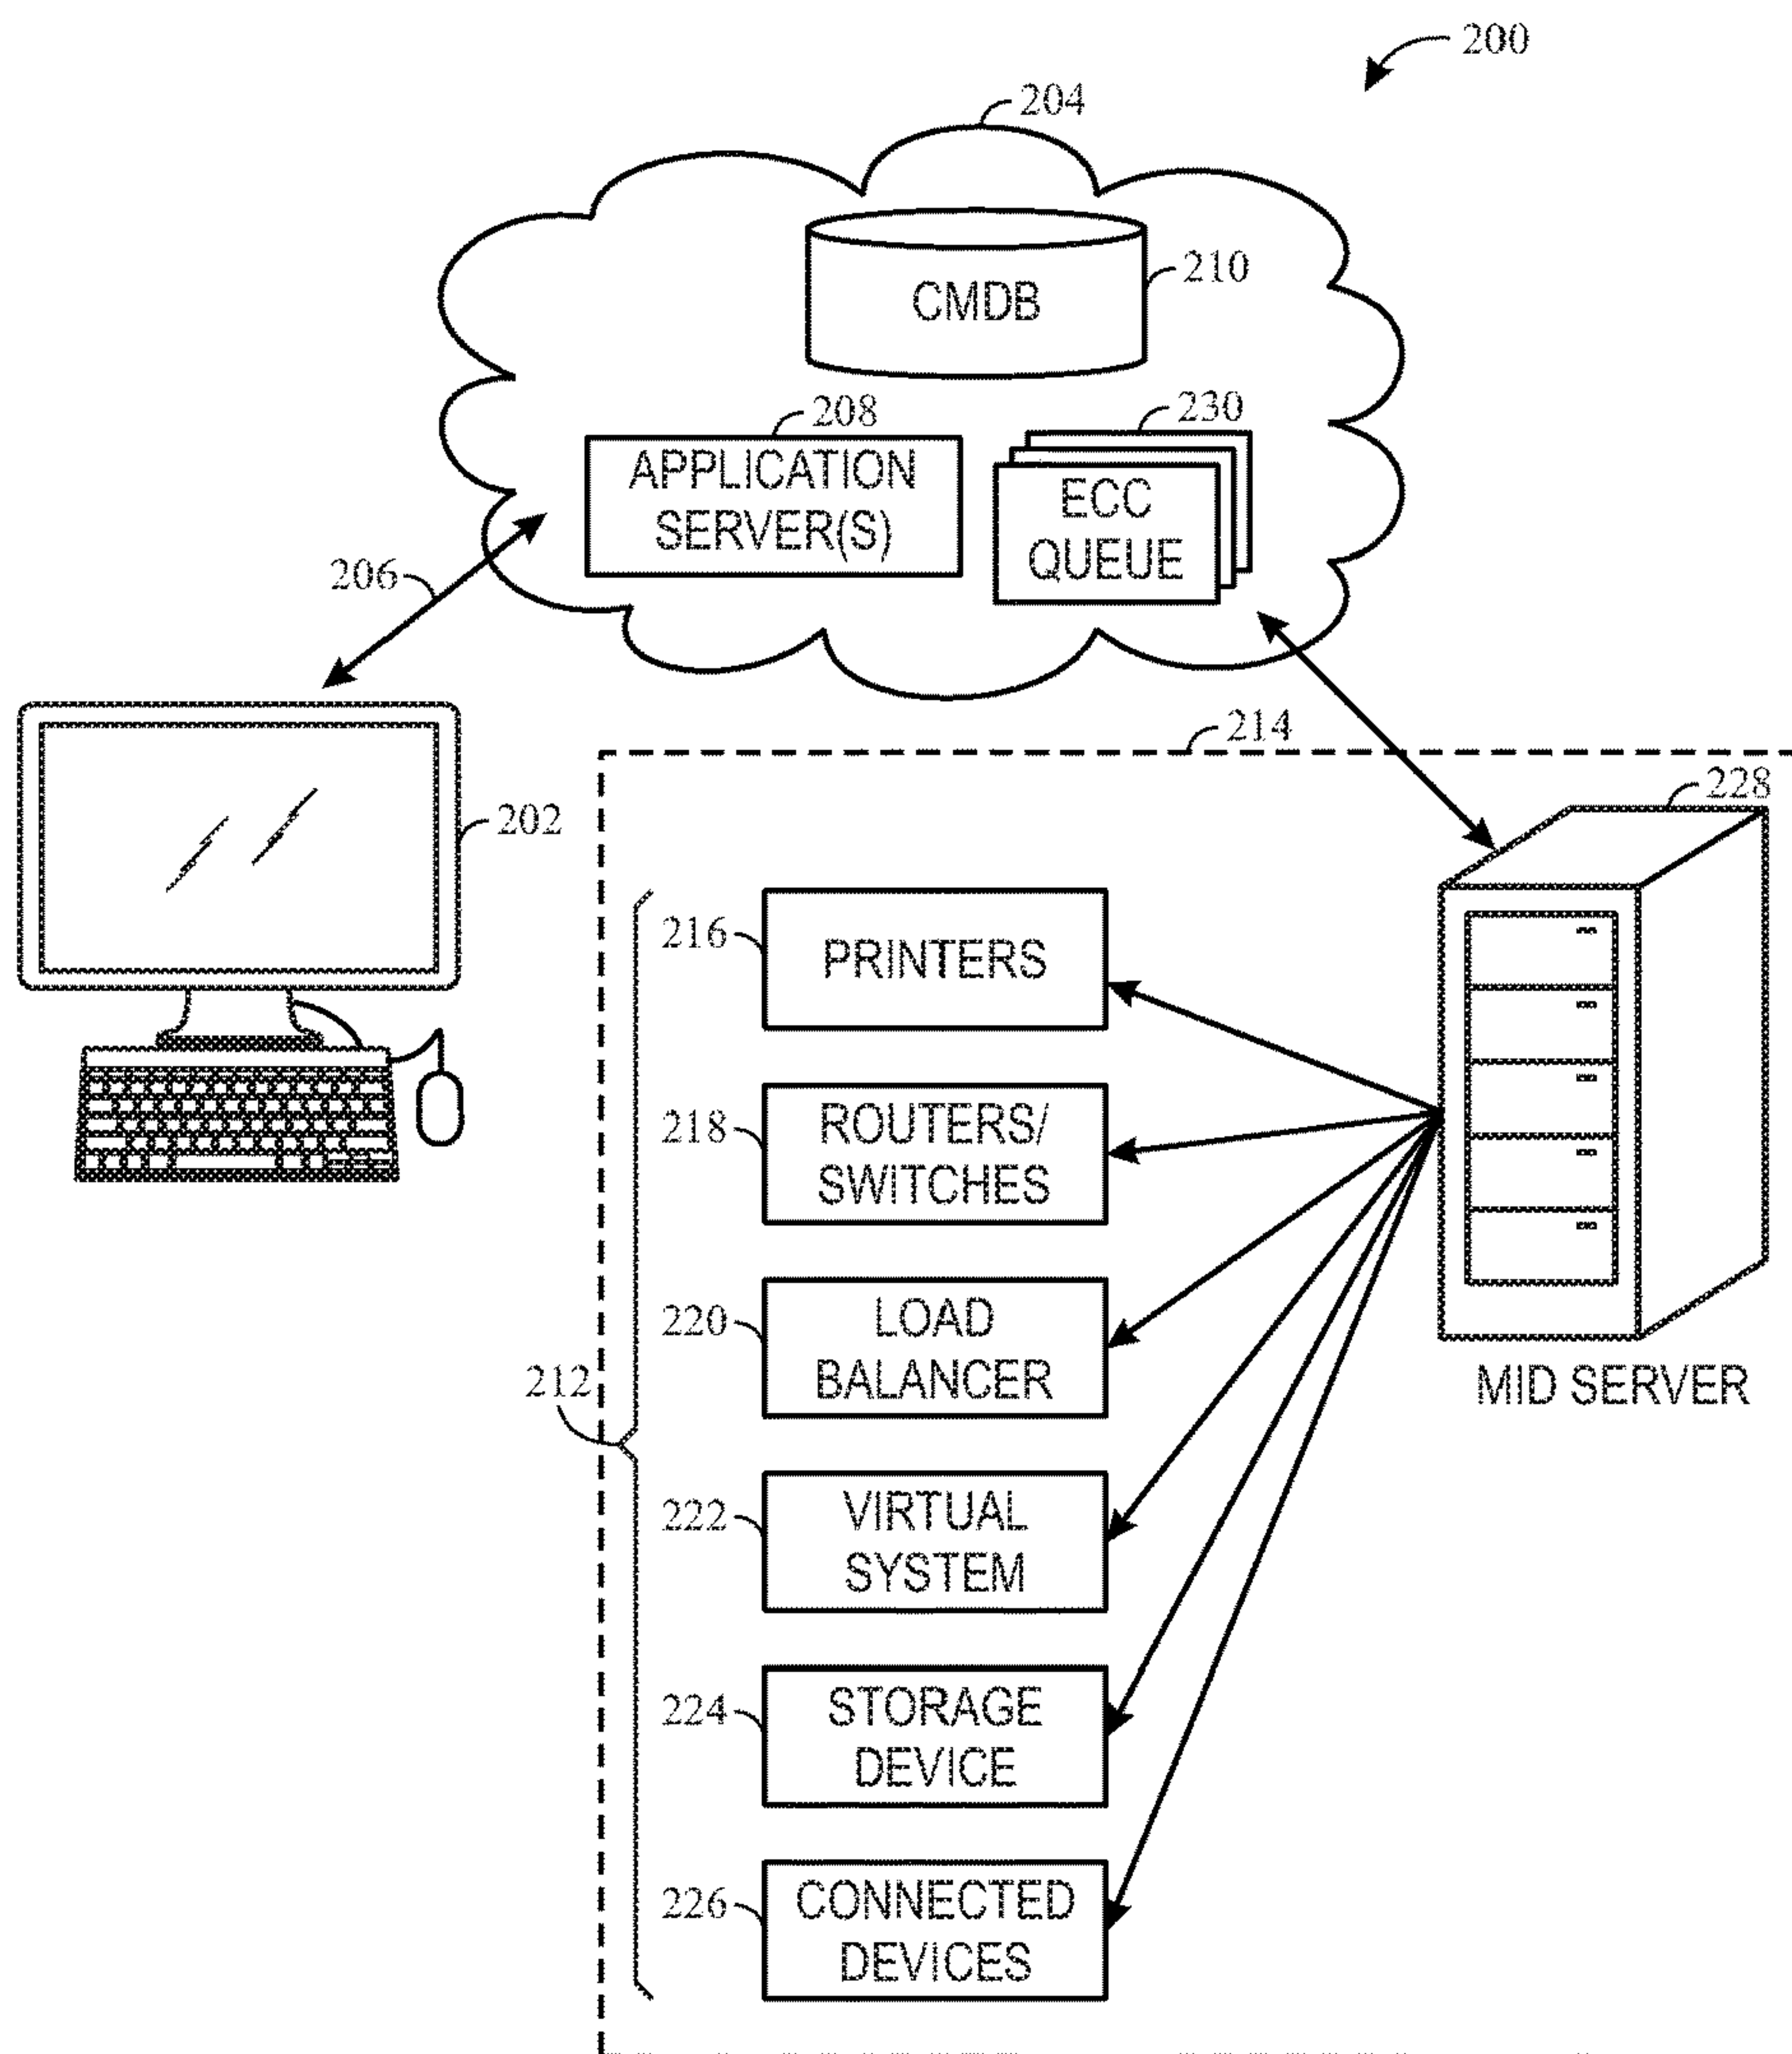 200
204
CMDB
210
208
230
APPLICATION
SERVER(S)
ECC
QUEUE
206
214
228
202
216
PRINTERS
218
ROUTERS/
SWITCHES
220
LOAD
BALANCER
212
MID SERVER
222
VIRTUAL
SYSTEM
224
STORAGE
DEVICE
226
CONNECTED
DEVICES